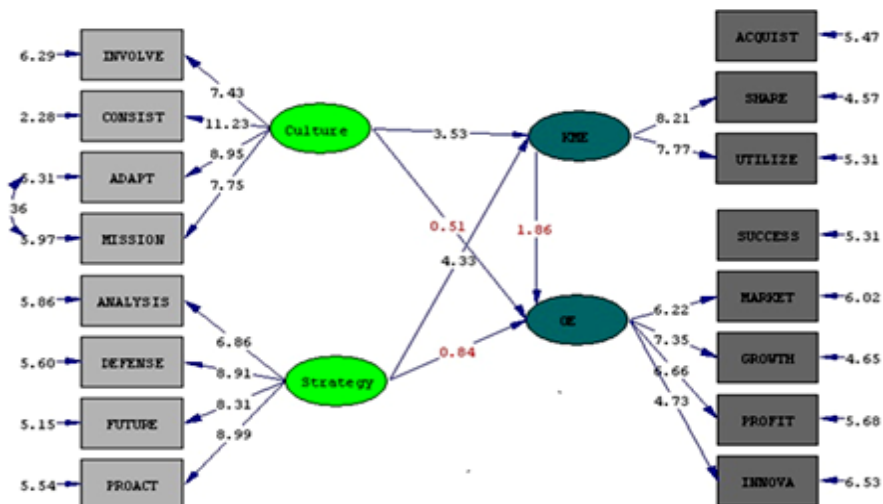 6.29 INVOLVE
2.28 CONSIST
6.31 ADAPT
36
5.97 MISSION
5.86 ANALYSIS
5.60 DEFENSE
5.15 FUTURE
5.54 PROACT
7.43
11.23
8.95
7.75
Culture
6.86
8.91
8.31
8.99
Strategy
3.53
0.51
4.33
0.84
1.86
KME
OE
8.21
7.77
6.22
7.35
6.66
4.73
ACQUIST 5.47
SHARE 4.57
UTILIZE 5.31
SUCCESS 5.31
MARKET 6.02
GROWTH 4.65
PROFIT 5.68
INNOVA 6.53